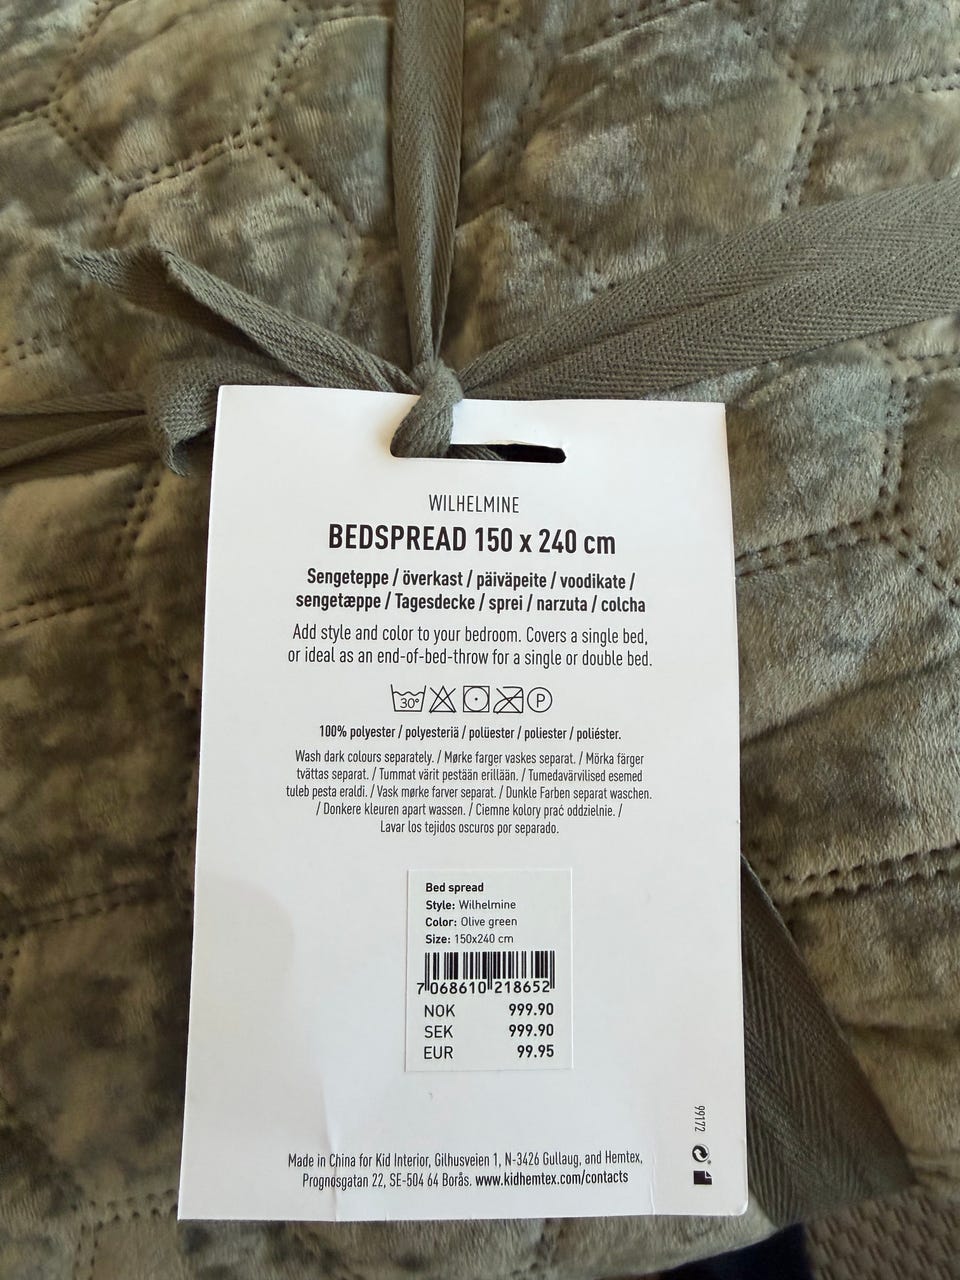 WILHELMINE
BEDSPREAD 150 x 240 cm
Sengeteppe / överkast / päiväpeite / voodikate /
sengetæppe / Tagesdecke / sprei / narzuta / colcha
Add style and color to your bedroom. Covers a single bed,
or ideal as an end-of-bed-throw for a single or double bed.
30° P
100% polyester / polyesteriä / polüester / poliester / poliéster.
Wash dark colours separately. / Mørke farger vaskes separat. / Mörka färger
tvättas separat. / Tummat värit pestään erillään. / Tumedavärvilised esemed
tuleb pesta eraldi. / Vask mørke farver separat. / Dunkle Farben separat waschen.
/ Donkere kleuren apart wassen. / Ciemne kolory prać oddzielnie. /
Lavar los tejidos oscuros por separado.
Bed spread
Style: Wilhelmine
Color: Olive green
Size: 150x240 cm
7 068610 218652
NOK 999.90
SEK 999.90
EUR 99.95
99172
Made in China for Kid Interior, Gilhusveien 1, N-3426 Gullaug, and Hemtex,
Prognosgatan 22, SE-504 64 Borås. www.kidhemtex.com/contacts